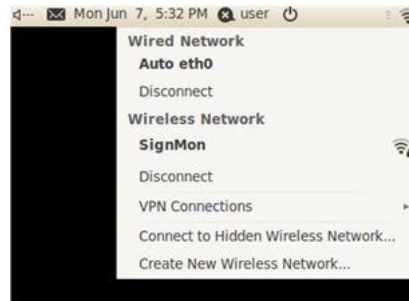 Mon Jun 7, 5:32 PM user
Wired Network
Auto eth0
Disconnect
Wireless Network
SignMon
Disconnect
VPN Connections
Connect to Hidden Wireless Network...
Create New Wireless Network...